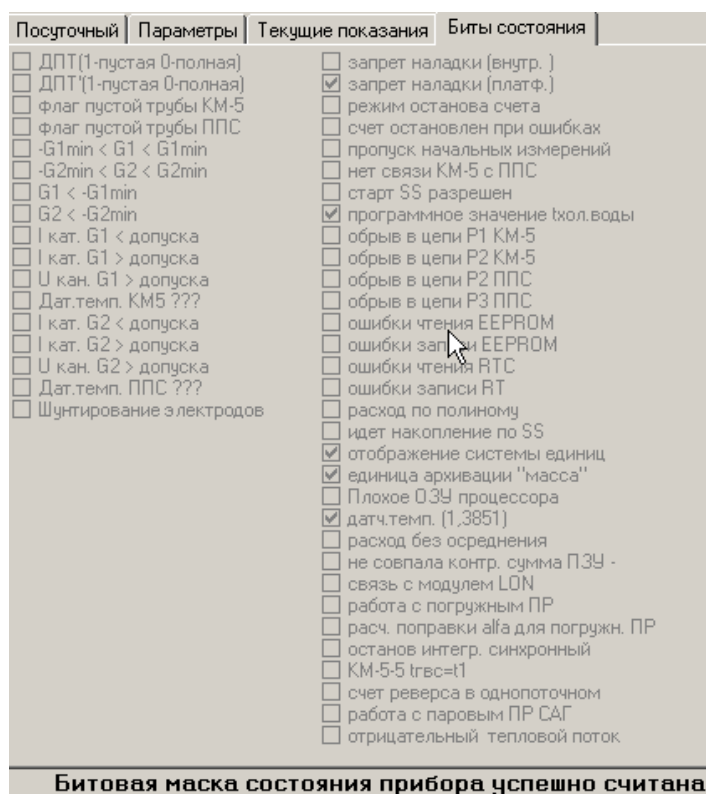 Посуточный Параметры Текущие показания Биты состояния
ДПТ(1-пустая 0-полная)
ДПТ'(1-пустая 0-полная)
флаг пустой трубы КМ-5
флаг пустой трубы ППС
-G1min < G1 < G1min
-G2min < G2 < G2min
G1 < -G1min
G2 < -G2min
I кат. G1 < допуска
I кат. G1 > допуска
U кан. G1 > допуска
Дат.темп. КМ5 ???
I кат. G2 < допуска
I кат. G2 > допуска
U кан. G2 > допуска
Дат.темп. ППС ???
Шунтирование электродов
запрет наладки (внутр. )
запрет наладки (платф.)
режим останова счета
счет остановлен при ошибках
пропуск начальных измерений
нет связи КМ-5 с ППС
старт SS разрешен
программное значение tхол.воды
обрыв в цепи P1 КМ-5
обрыв в цепи P2 КМ-5
обрыв в цепи P2 ППС
обрыв в цепи P3 ППС
ошибки чтения EEPROM
ошибки записи EEPROM
ошибки чтения RTC
ошибки записи RT
расход по полиному
идет накопление по SS
отображение системы единиц
единица архивации "масса"
Плохое ОЗУ процессора
датч.темп. (1,3851)
расход без осреднения
не совпала контр. сумма ПЗУ -
связь с модулем LON
работа с погружным ПР
расч. поправки alfa для погружн. ПР
останов интегр. синхронный
КМ-5-5 tгвс=t1
счет реверса в однопоточном
работа с паровым ПР САГ
отрицательный тепловой поток
Битовая маска состояния прибора успешно считана